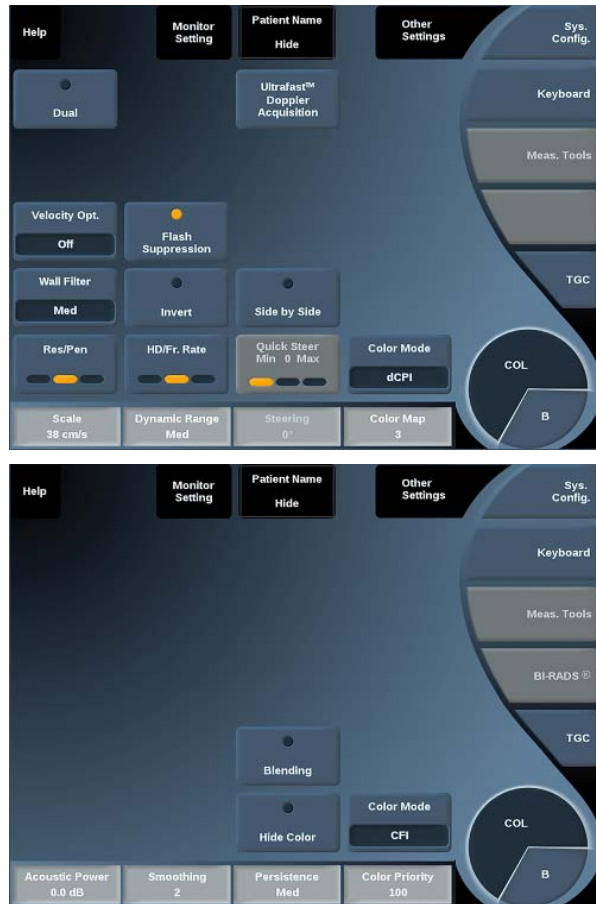 Help
Monitor
Setting
Patient Name
Hide
Other
Settings
Sys.
Config.
Dual
Ultrafast™
Doppler
Acquisition
Keyboard
Meas. Tools
Velocity Opt.
Off
Flash
Suppression
TGC
Wall Filter
Med
Invert
Side by Side
Res/Pen
HD/Fr. Rate
Quick Steer
Min 0 Max
Color Mode
dCPI
COL
B
Scale
38 cm/s
Dynamic Range
Med
Steering
0°
Color Map
3
Help
Monitor
Setting
Patient Name
Hide
Other
Settings
Sys.
Config.
Keyboard
Meas. Tools
BI-RADS ®
TGC
Blending
Hide Color
Color Mode
CFI
COL
B
Acoustic Power
0.0 dB
Smoothing
2
Persistence
Med
Color Priority
100